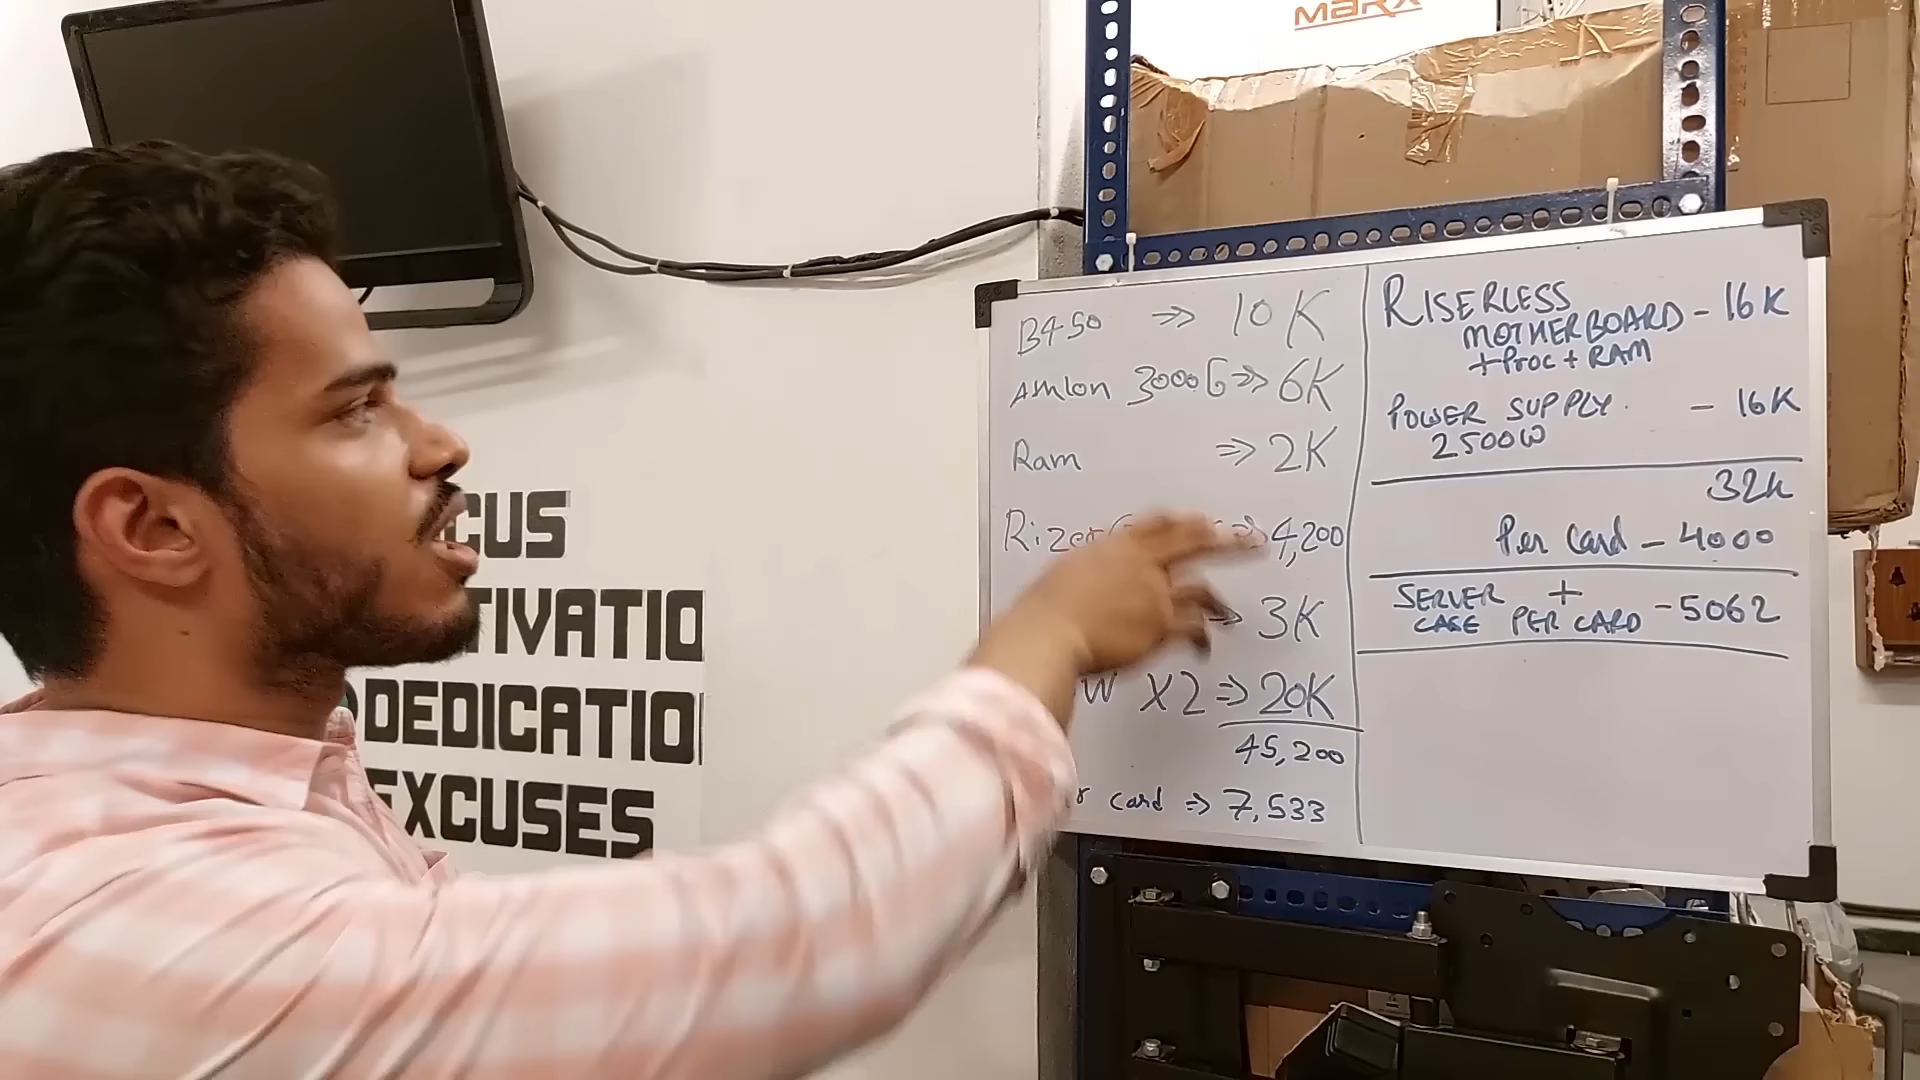 MARX
CUS
TIVATIO
DEDICATIO
EXCUSES
B450 => 10K
Athlon 3000G => 6K
Ram => 2K
Rizer => 4,200
=> 3K
W X2 => 20K
45,200
r card => 7,533
RISERLESS
MOTHERBOARD - 16K
+ Proc + RAM
POWER SUPPLY - 16K
2500W
32K
Per Card - 4000
SERVER +
CASE PER CARD - 5062